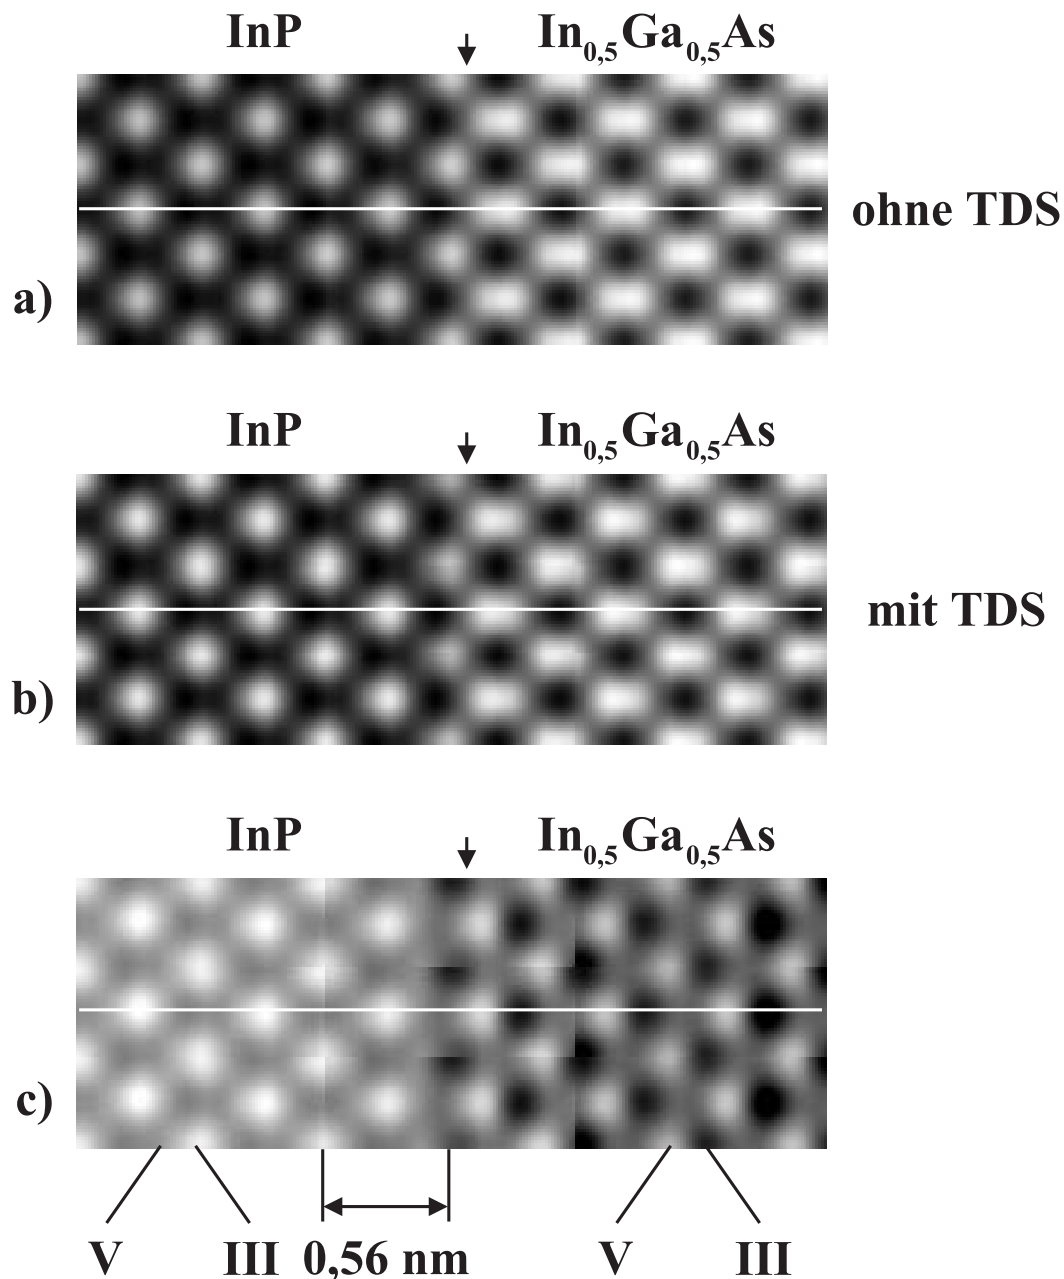 InP In0,5Ga0,5As
ohne TDS
a)
InP In0,5Ga0,5As
mit TDS
b)
InP In0,5Ga0,5As
c)
V III 0,56 nm V III